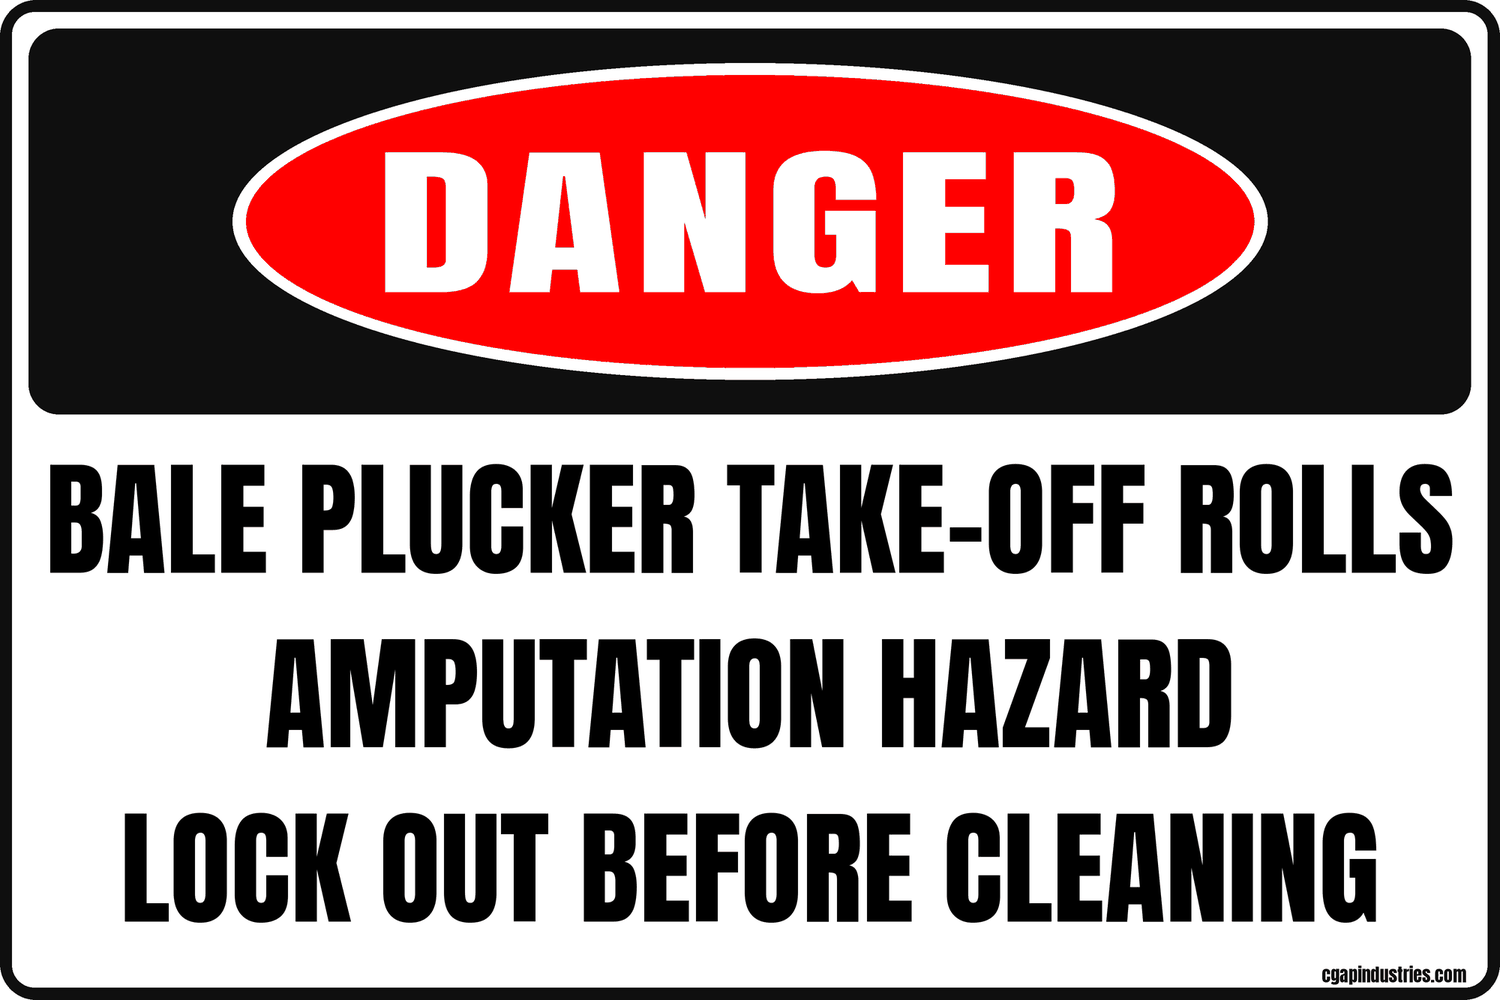 DANGER
BALE PLUCKER TAKE-OFF ROLLS
AMPUTATION HAZARD
LOCK OUT BEFORE CLEANING
cgapindustries.com